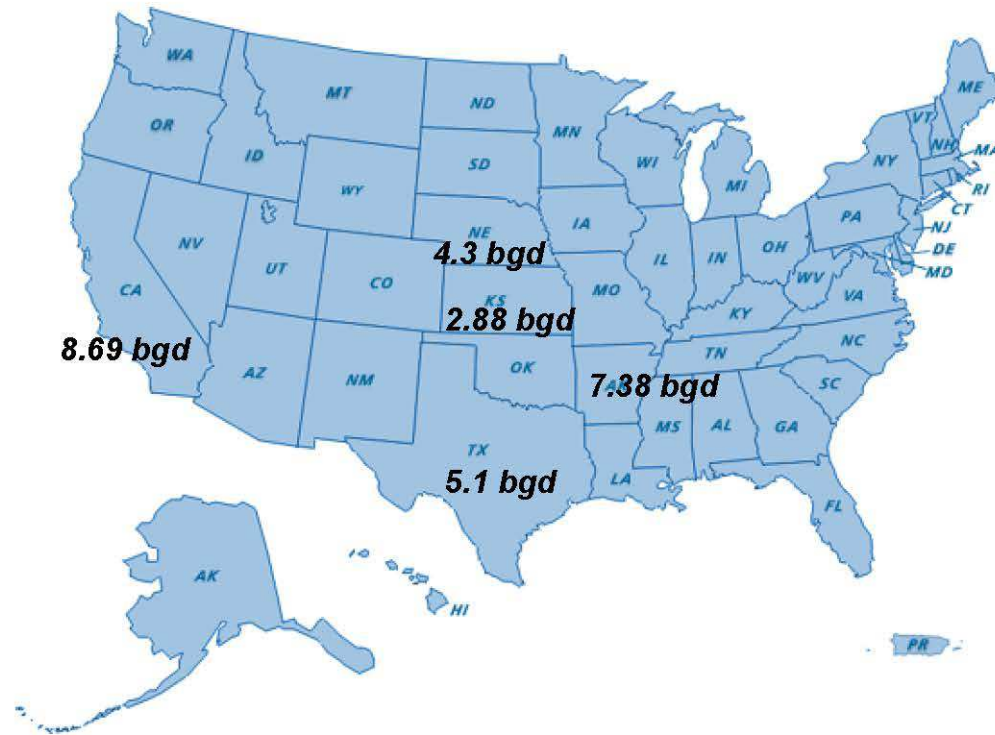 WA
MT
ND
MN
ME
VT
NH
MA
OR
ID
SD
WI
NY
WY
MI
RI
CT
NE
IA
PA
NJ
4.3 bgd
NV
UT
CO
IL
IN
OH
DE
MD
CA
KS
MO
WV
VA
2.88 bgd
KY
8.69 bgd
NC
TN
AZ
NM
OK
7.38 bgd
SC
MS
AL
GA
TX
5.1 bgd
LA
FL
AK
HI
PR